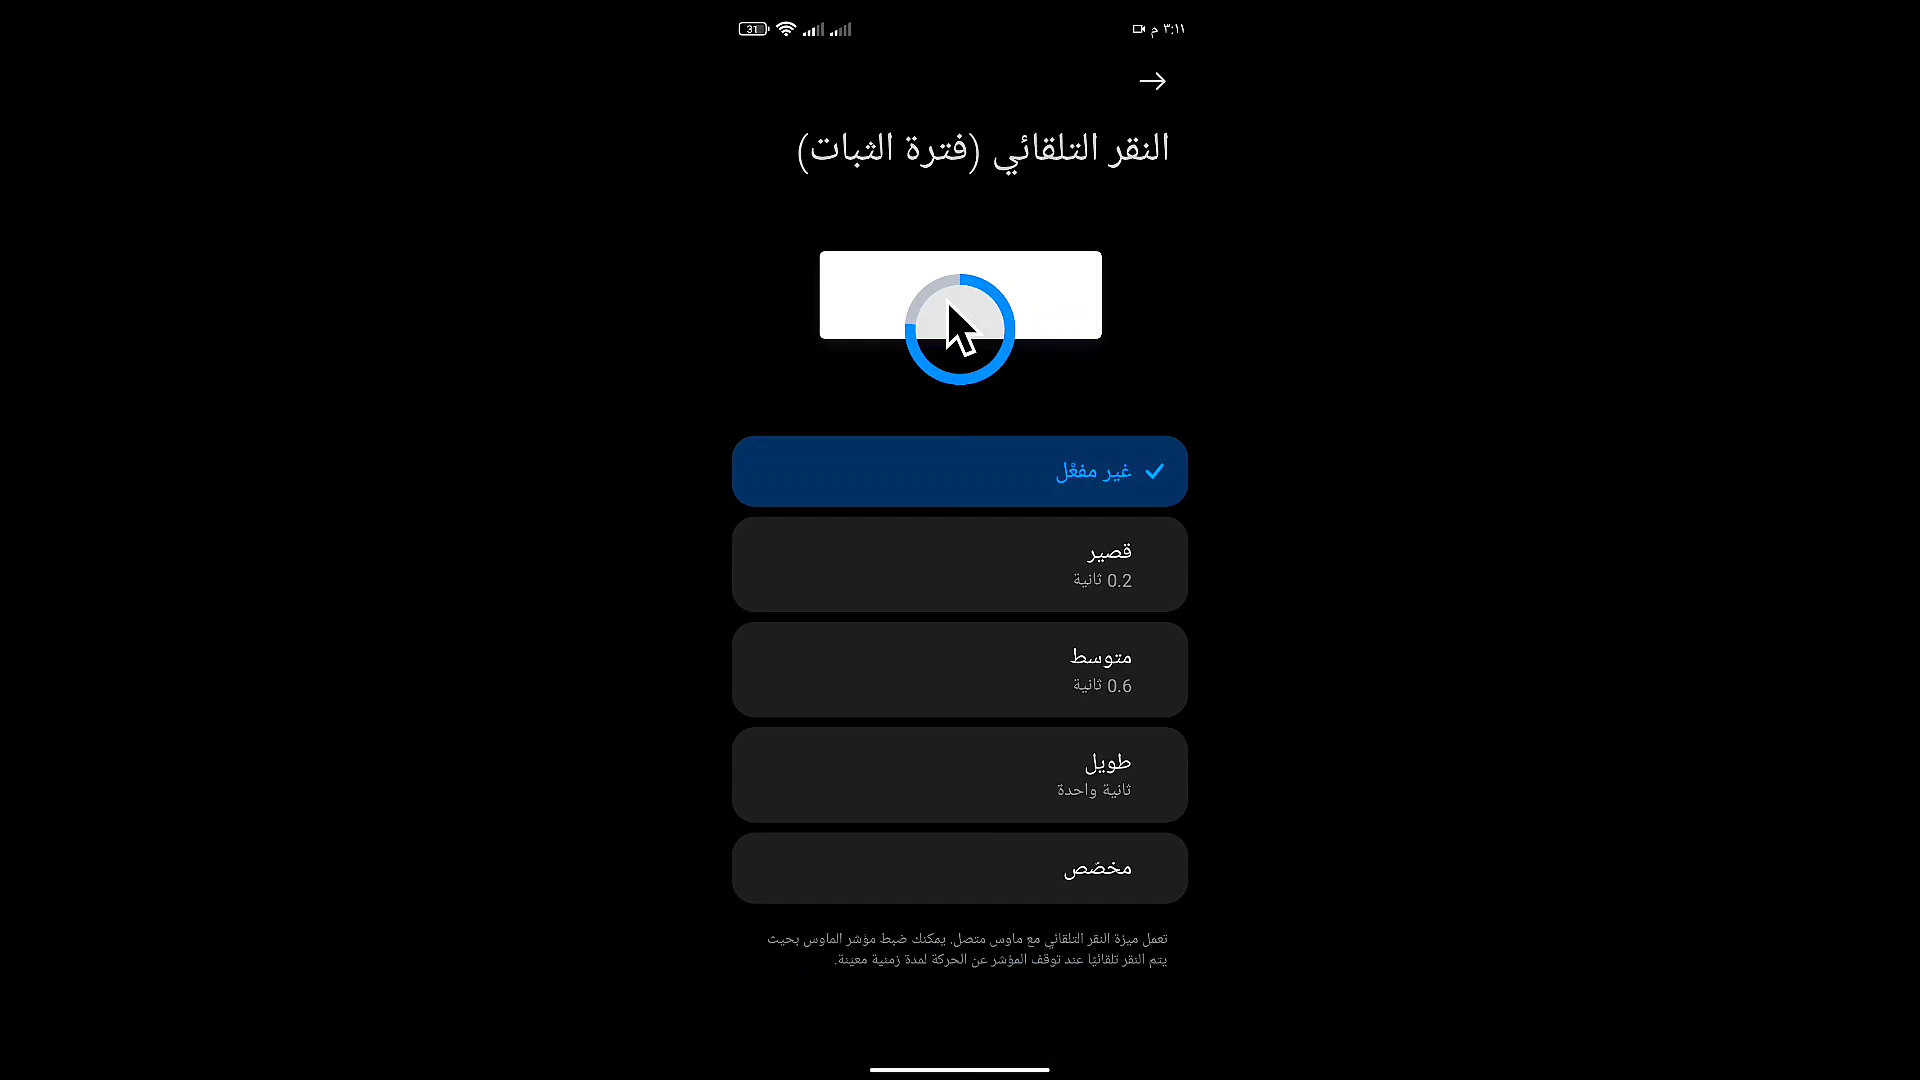 ٣:١١ م
31
النقر التلقائي (فترة الثبات)
غير مفعَّل
قصير
0.2 ثانية
متوسط
0.6 ثانية
طويل
ثانية واحدة
مخصّص
تعمل ميزة النقر التلقائي مع ماوس متصل. يمكنك ضبط مؤشر الماوس بحيث
يتم النقر تلقائيًا عند توقف المؤشر عن الحركة لمدة زمنية معينة.